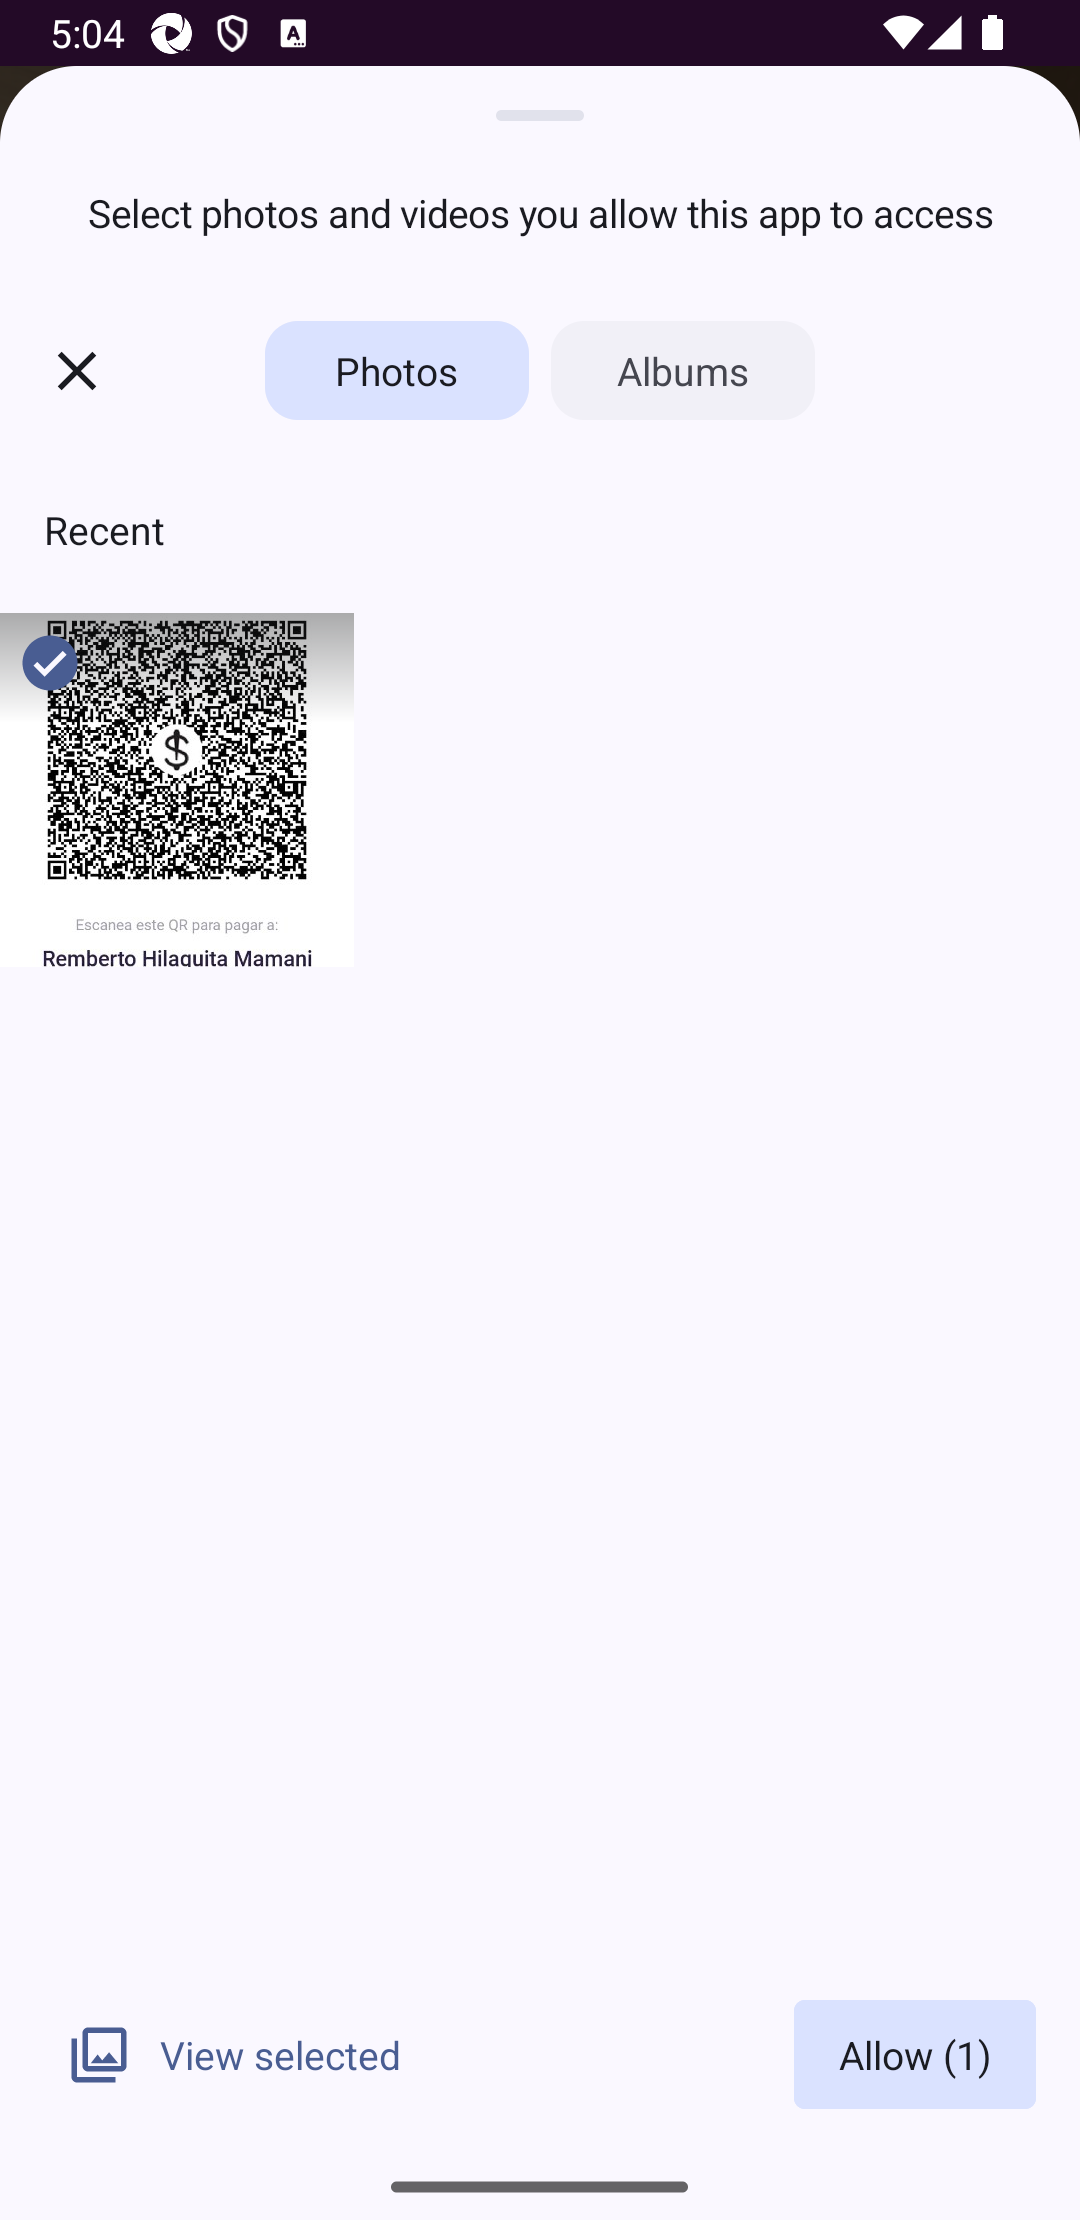 5:04
Select photos and videos you allow this app to access
Photos
Albums
Recent
Escanea este QR para pagar a:
Remberto Hilaquita Mamani
View selected
Allow (1)